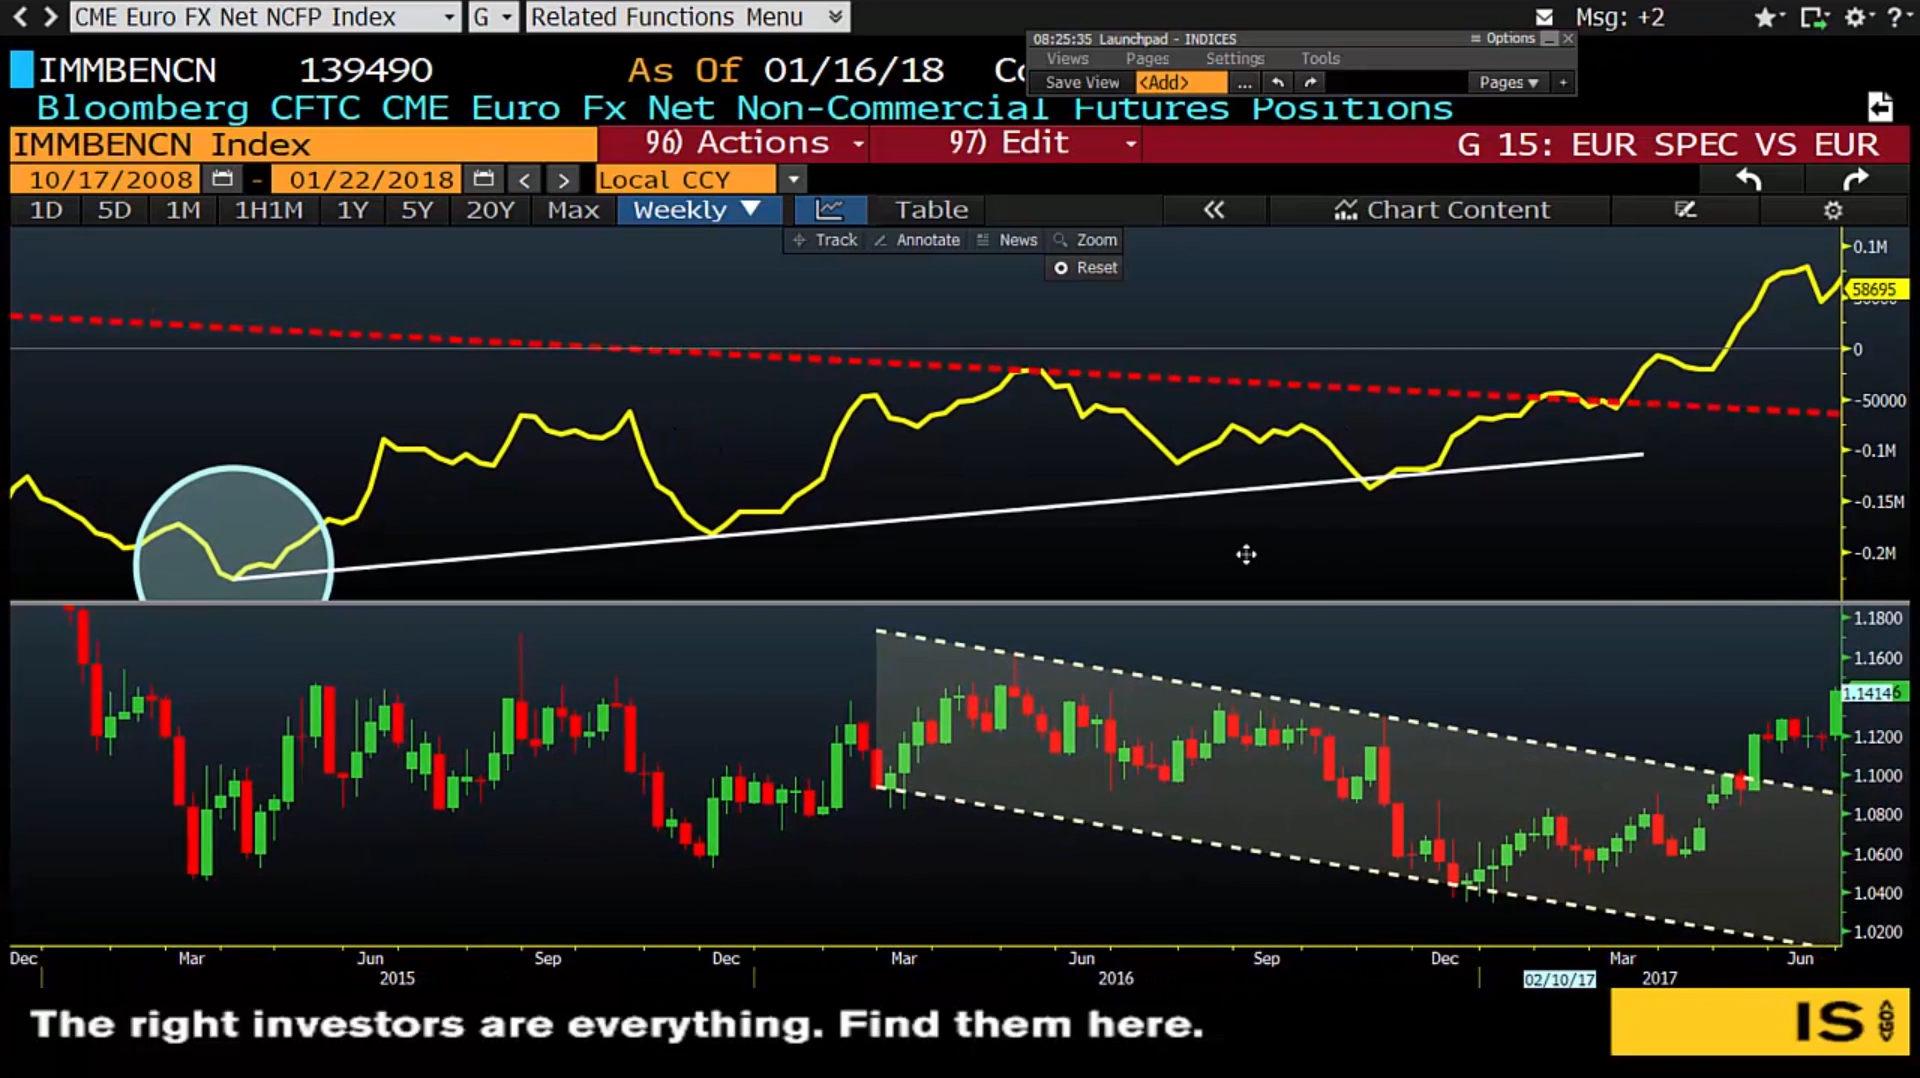 CME Euro FX Net NCFP Index G Related Functions Menu Msg: +2
08:25:35 Launchpad - INDICES Options
Views Pages Settings Tools
Save View <Add> ... Pages +
IMMBENCN 139490 As Of 01/16/18
Bloomberg CFTC CME Euro Fx Net Non-Commercial Futures Positions
IMMBENCN Index 96) Actions 97) Edit G 15: EUR SPEC VS EUR
10/17/2008 - 01/22/2018 Local CCY
1D 5D 1M 1H1M 1Y 5Y 20Y Max Weekly Table Chart Content
Track Annotate News Zoom
Reset
0.1M
58695
0
-50000
-0.1M
-0.15M
-0.2M
1.1800
1.1600
1.1414
1.1200
1.1000
1.0800
1.0600
1.0400
1.0200
Dec Mar Jun Sep Dec Mar Jun Sep Dec Mar Jun
2015 2016 02/10/17 2017
The right investors are everything. Find them here.
IS